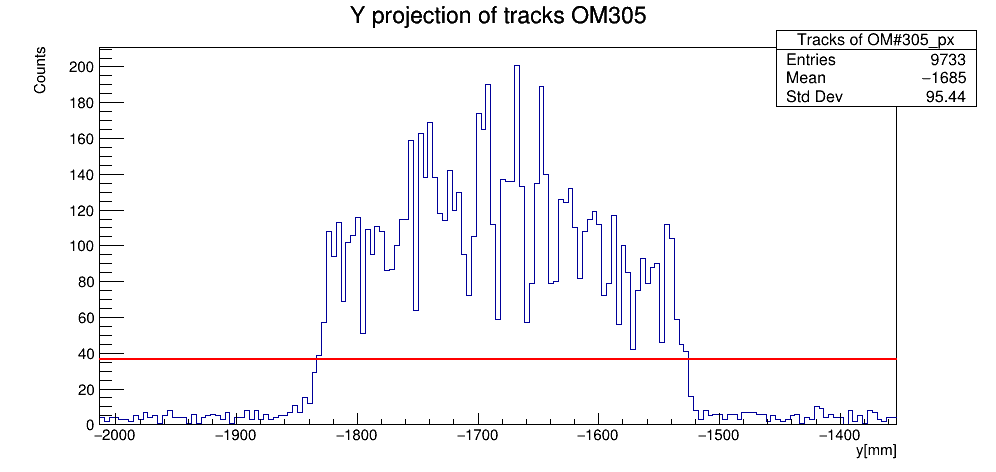 Y projection of tracks OM305
Tracks of OM#305_px
Entries 9733
Mean −1685
Std Dev 95.44
Counts
200
180
160
140
120
100
80
60
40
20
0
−2000 −1900 −1800 −1700 −1600 −1500 −1400
y[mm]